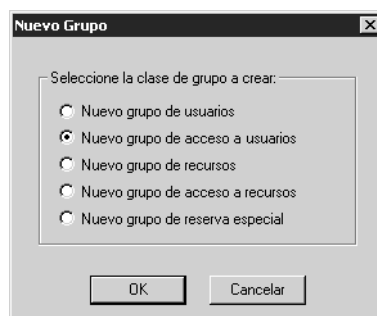 Nuevo Grupo
Seleccione la clase de grupo a crear:
Nuevo grupo de usuarios
Nuevo grupo de acceso a usuarios
Nuevo grupo de recursos
Nuevo grupo de acceso a recursos
Nuevo grupo de reserva especial
OK Cancelar